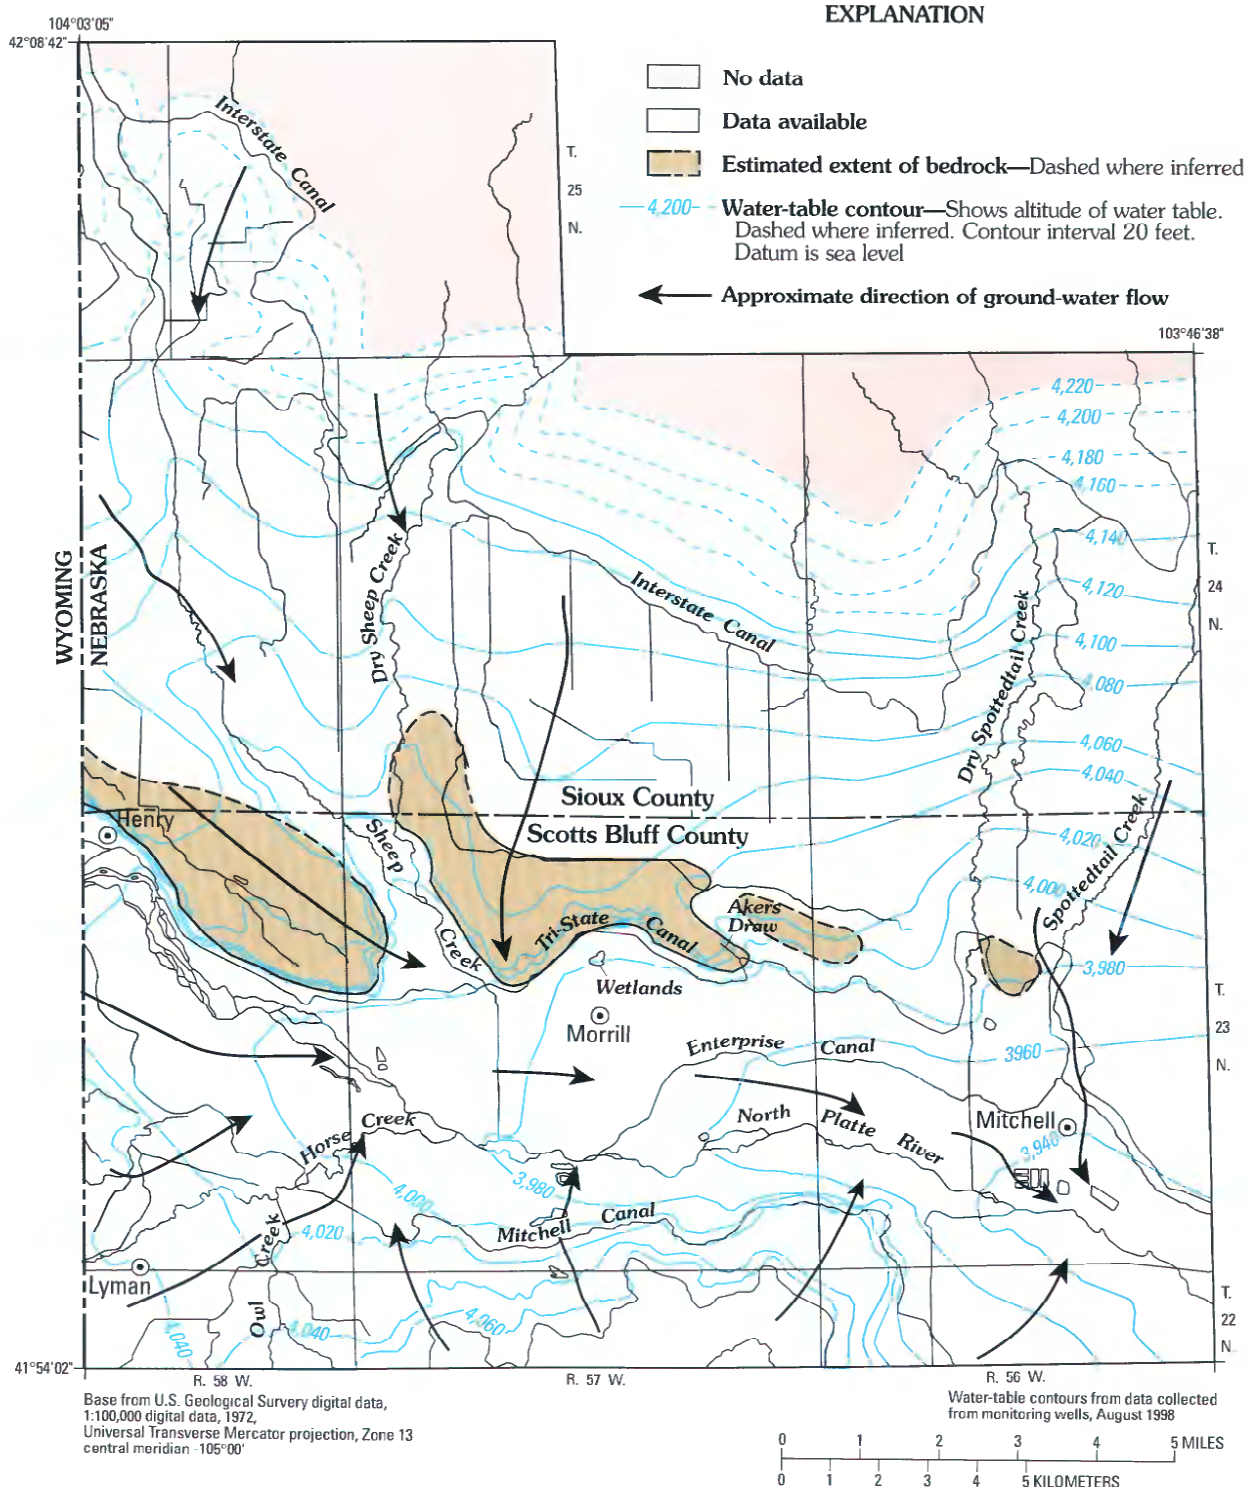 EXPLANATION
No data
Data available
Estimated extent of bedrock—Dashed where inferred
4,200
Water-table contour—Shows altitude of water table.
Dashed where inferred. Contour interval 20 feet.
Datum is sea level
Approximate direction of ground-water flow
104°03'05"
42°08'42"
103°46'38"
T.
25
N.
Interstate Canal
4,220
4,200
4,180
4,160
4,140
4,120
4,100
4,080
4,060
4,040
4,020
4,000
3,980
3960
3,940
T.
24
N.
WYOMING
NEBRASKA
Dry Sheep Creek
Interstate Canal
Dry Spottedtail Creek
Spottedtail Creek
Sioux County
Scotts Bluff County
Henry
Sheep
Creek
Tri-State
Canal
Akers
Draw
Wetlands
Morrill
T.
23
N.
Enterprise Canal
North Platte River
Mitchell
Horse Creek
3,980
4,000
4,020
Mitchell Canal
Owl Creek
Lyman
4,040
4,040
4,060
T.
22
N.
41°54'02"
R. 58 W.
R. 57 W.
R. 56 W.
Base from U.S. Geological Survery digital data,
1:100,000 digital data, 1972,
Universal Transverse Mercator projection, Zone 13
central meridian -105°00'
Water-table contours from data collected
from monitoring wells, August 1998
0 1 2 3 4 5 MILES
0 1 2 3 4 5 KILOMETERS